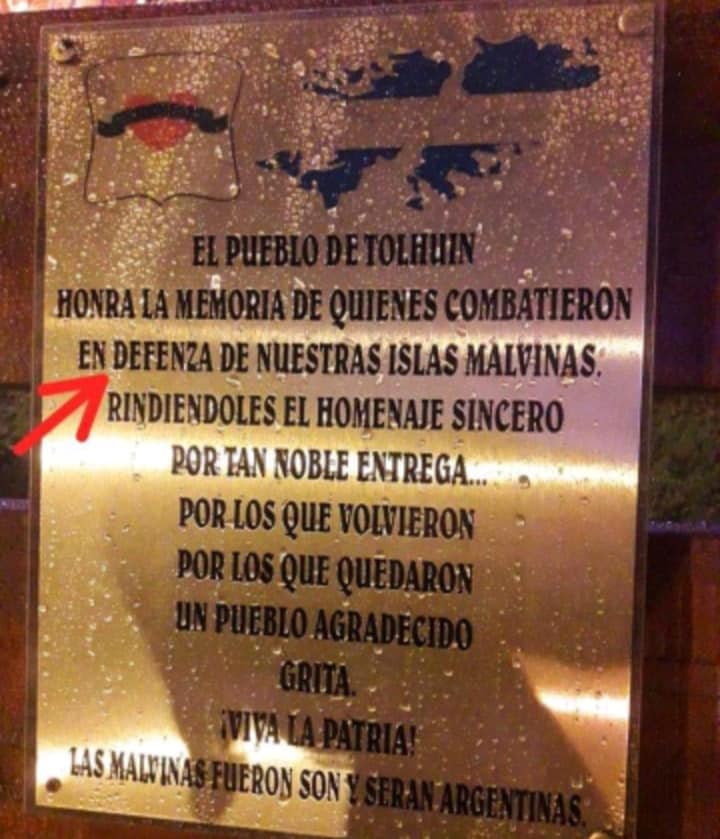 EL PUEBLO DE TOLHUIN
HONRA LA MEMORIA DE QUIENES COMBATIERON
EN DEFENZA DE NUESTRAS ISLAS MALVINAS.
RINDIENDOLES EL HOMENAJE SINCERO
POR TAN NOBLE ENTREGA...
POR LOS QUE VOLVIERON
POR LOS QUE QUEDARON
UN PUEBLO AGRADECIDO
GRITA.
¡VIVA LA PATRIA!
LAS MALVINAS FUERON SON Y SERAN ARGENTINAS.